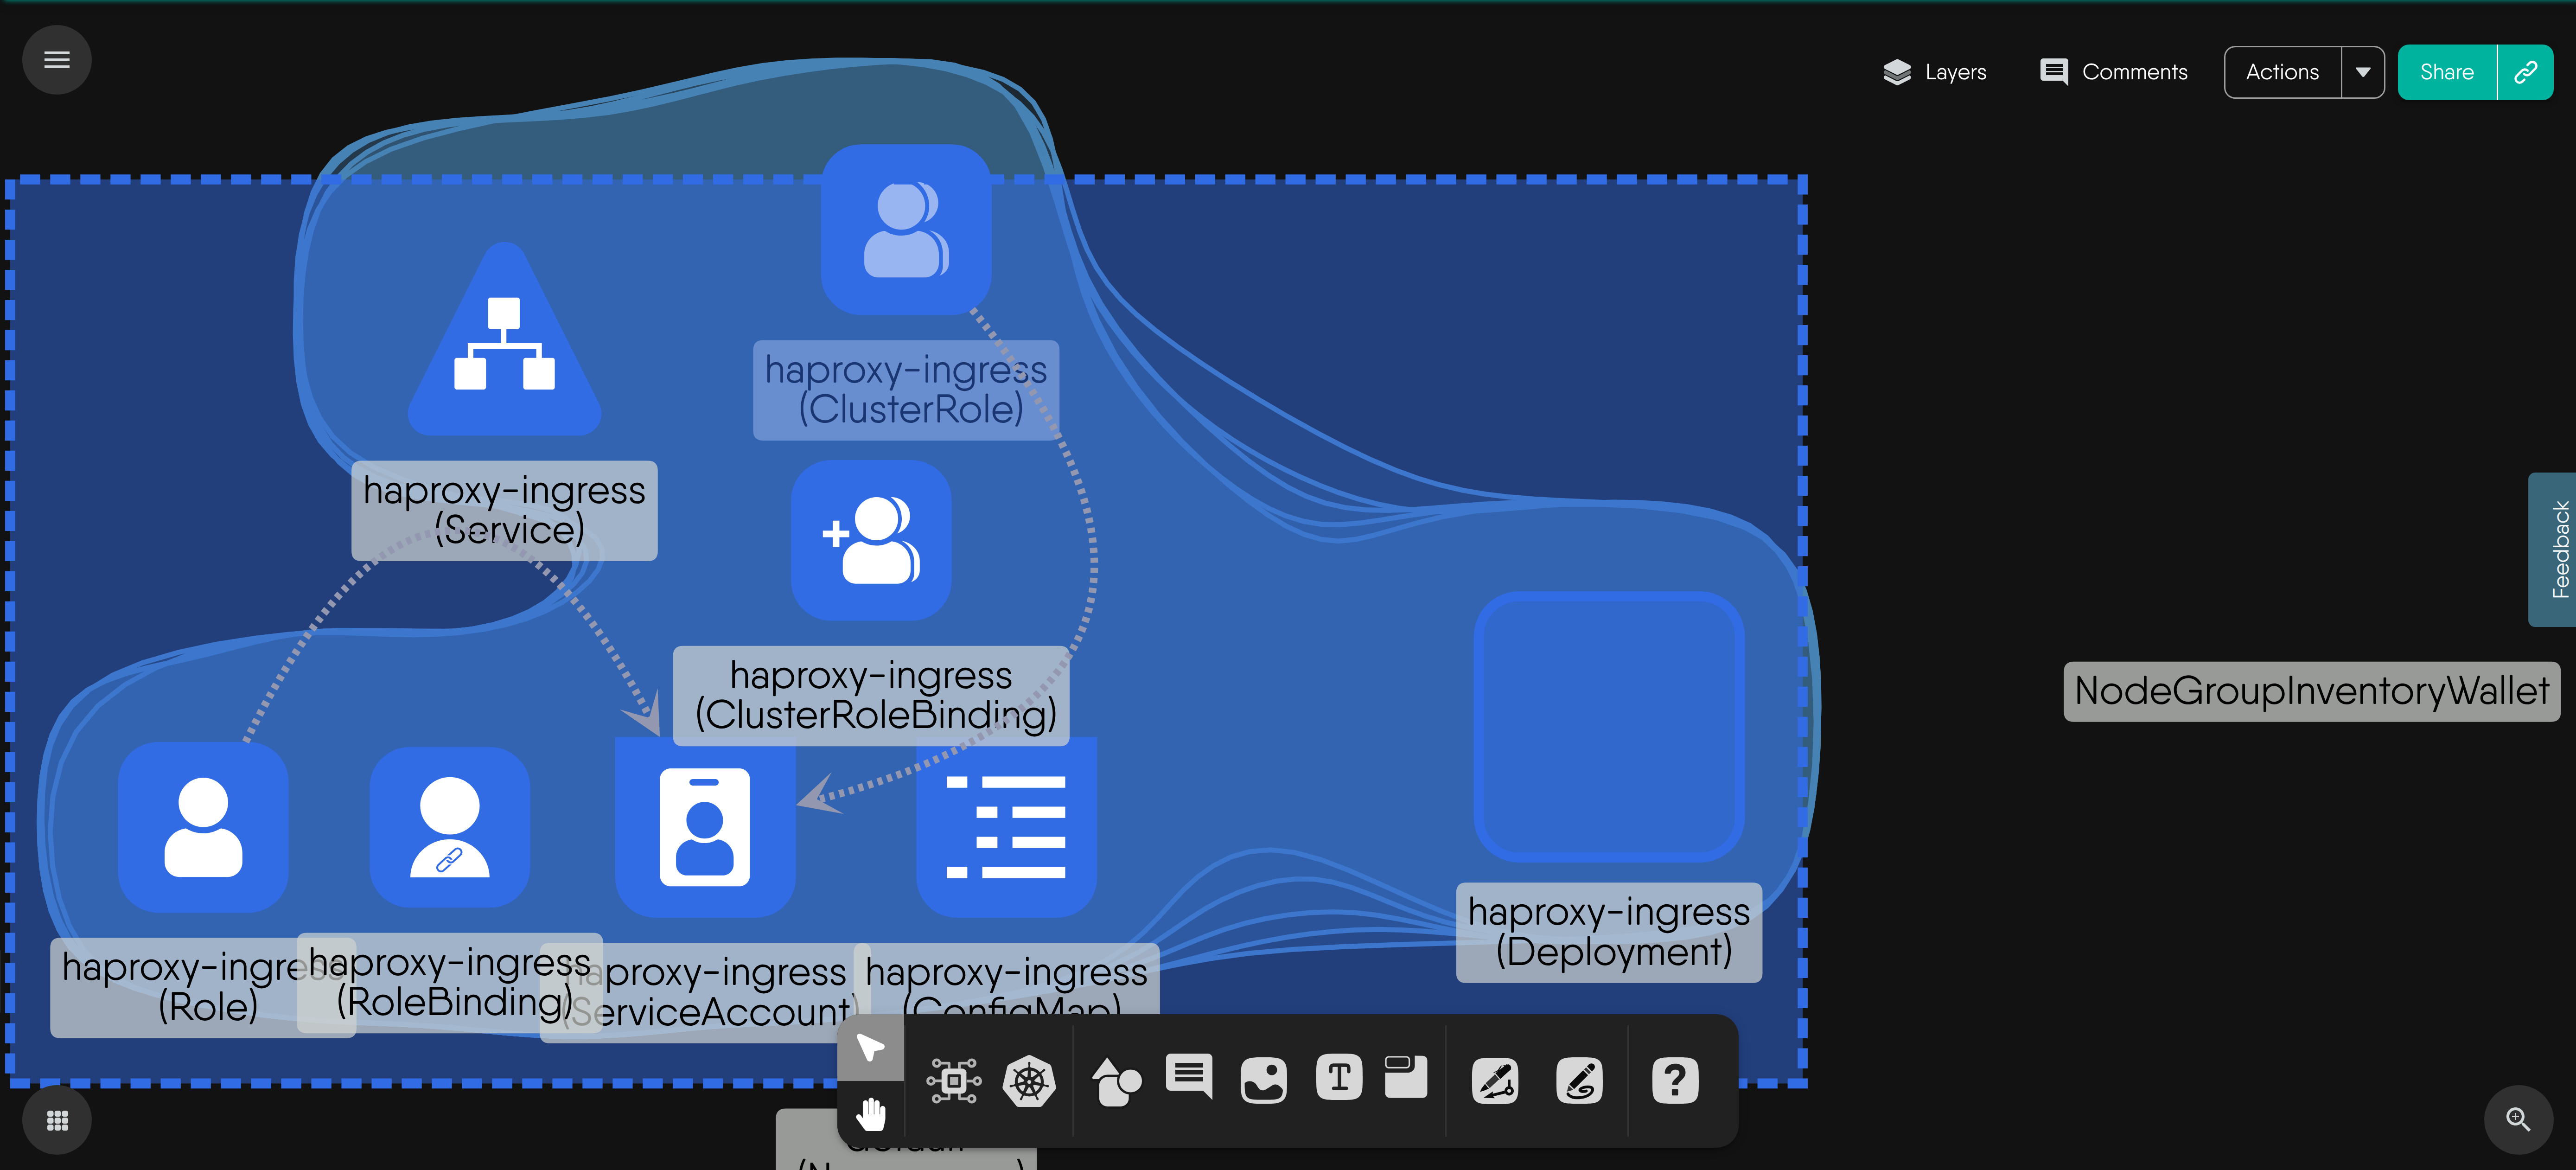 Layers
Comments
Actions
Share
haproxy-ingress
(ClusterRole)
haproxy-ingress
(Service)
haproxy-ingress
(ClusterRoleBinding)
Feedback
NodeGroupInventoryWallet
haproxy-ingress
(Deployment)
haproxy-ingress
(Role)
haproxy-ingress
(RoleBinding)
haproxy-ingress
(ServiceAccount)
haproxy-ingress
(ConfigMap)
T
?
default